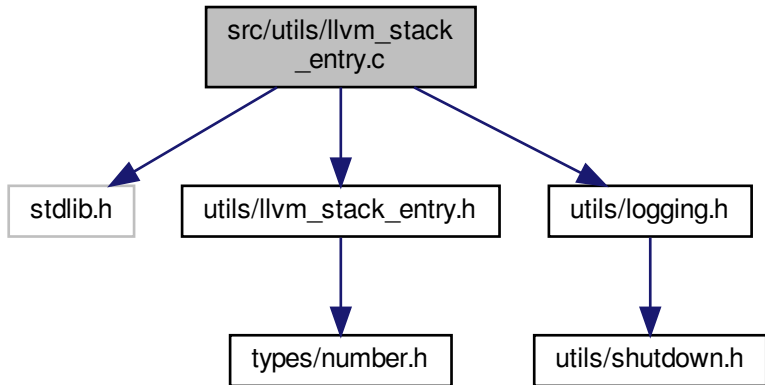 src/utils/llvm_stack
_entry.c
stdlib.h
utils/llvm_stack_entry.h
utils/logging.h
types/number.h
utils/shutdown.h